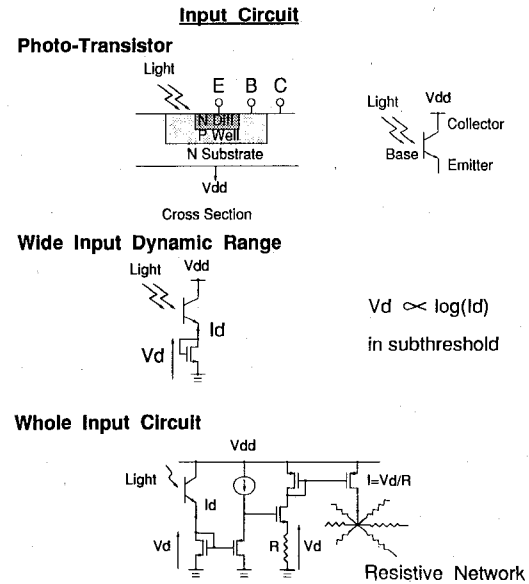 Input Circuit
Photo-Transistor
Light
E B C
N Diff
P Well
N Substrate
Vdd
Cross Section
Light
Vdd
Collector
Base
Emitter
Wide Input Dynamic Range
Light
Vdd
Id
Vd
Vd ∝ log(Id)
in subthreshold
Whole Input Circuit
Vdd
Light
Id
I=Vd/R
Vd
R
Vd
Resistive Network